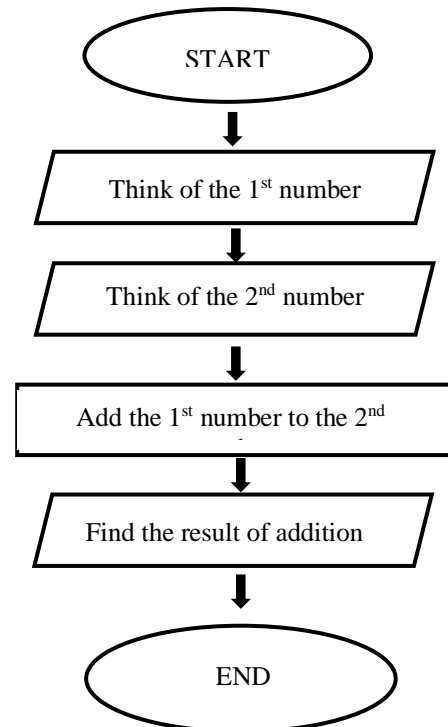 START
Think of the 1st number
Think of the 2nd number
Add the 1st number to the 2nd
Find the result of addition
END